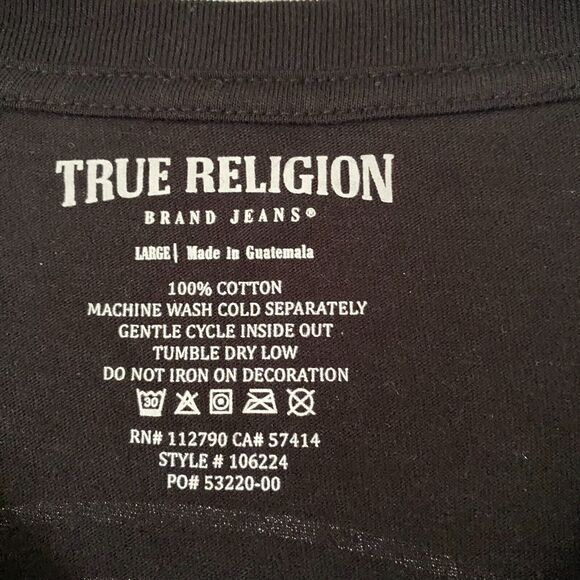 TRUE RELIGION
BRAND JEANS®
LARGE | Made in Guatemala
100% COTTON
MACHINE WASH COLD SEPARATELY
GENTLE CYCLE INSIDE OUT
TUMBLE DRY LOW
DO NOT IRON ON DECORATION
30
RN# 112790 CA# 57414
STYLE # 106224
PO# 53220-00